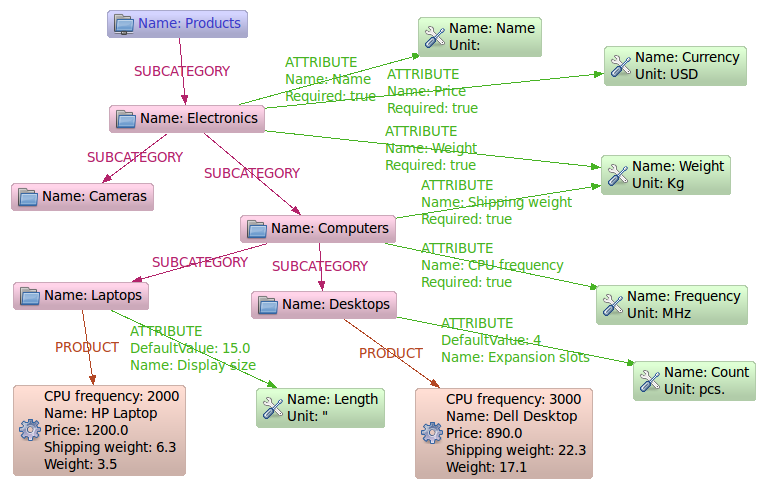 Name: Products
Name: Name
Unit:
ATTRIBUTE
Name: Name
Required: true
Name: Currency
Unit: USD
SUBCATEGORY
ATTRIBUTE
Name: Price
Required: true
Name: Electronics
ATTRIBUTE
Name: Weight
Required: true
SUBCATEGORY
SUBCATEGORY
Name: Weight
Unit: Kg
Name: Cameras
ATTRIBUTE
Name: Shipping weight
Required: true
Name: Computers
ATTRIBUTE
Name: CPU frequency
Required: true
SUBCATEGORY
SUBCATEGORY
Name: Laptops
Name: Desktops
Name: Frequency
Unit: MHz
PRODUCT
ATTRIBUTE
DefaultValue: 15.0
Name: Display size
PRODUCT
ATTRIBUTE
DefaultValue: 4
Name: Expansion slots
Name: Count
Unit: pcs.
CPU frequency: 2000
Name: HP Laptop
Price: 1200.0
Shipping weight: 6.3
Weight: 3.5
Name: Length
Unit: "
CPU frequency: 3000
Name: Dell Desktop
Price: 890.0
Shipping weight: 22.3
Weight: 17.1